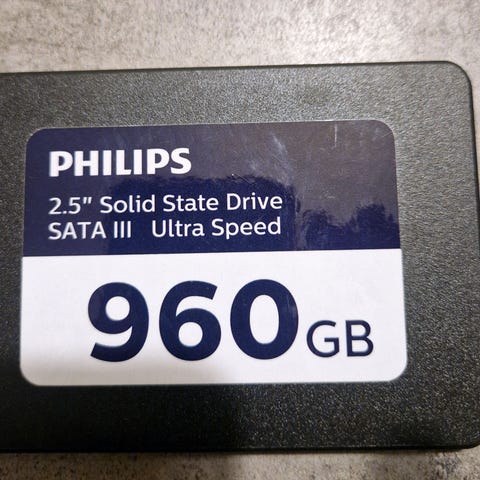 PHILIPS
2.5" Solid State Drive
SATA III Ultra Speed
960GB